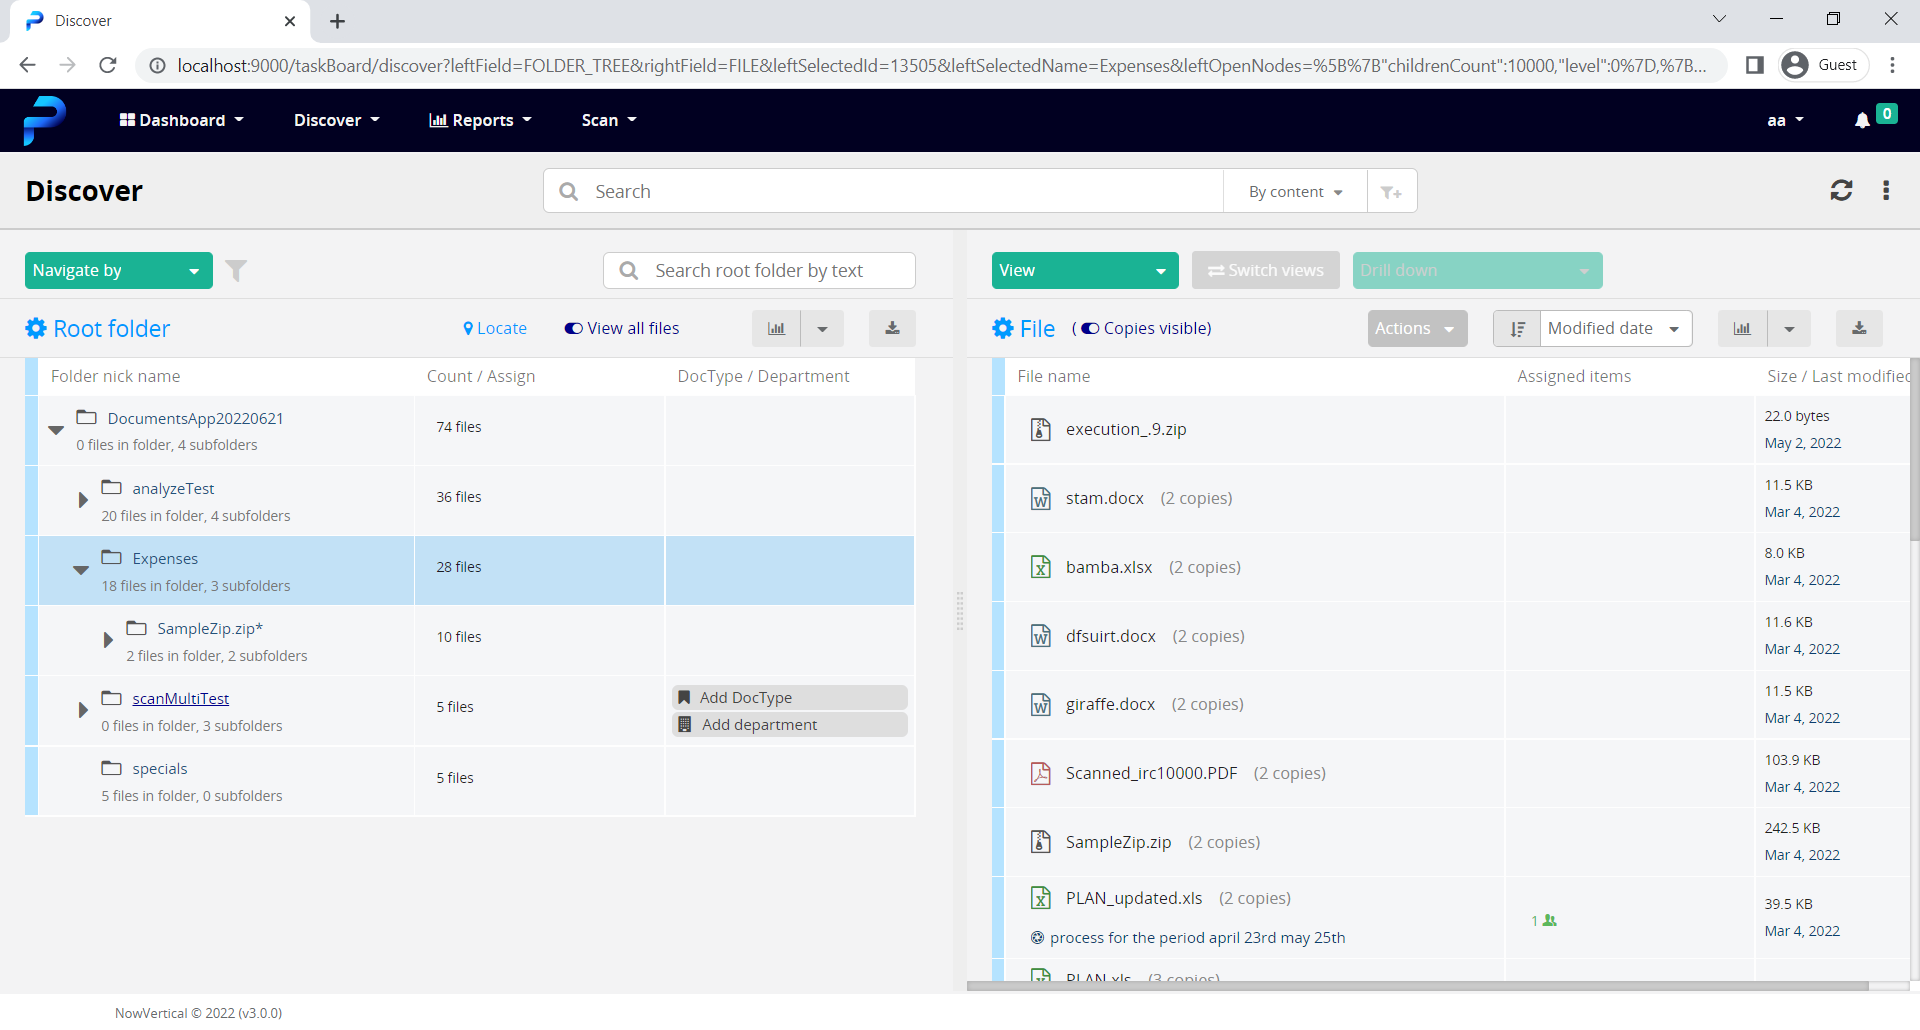 Discover
localhost:9000/taskBoard/discover?leftField=FOLDER_TREE&rightField=FILE&leftSelectedId=13505&leftSelectedName=Expenses&leftOpenNodes=%5B%7B"childrenCount":10000,"level":0%7D,%7B...
Guest
Dashboard
Discover
Reports
Scan
aa
0
Discover
Search
By content
Navigate by
Search root folder by text
View
Switch views
Drill down
Root folder
Locate
View all files
File
( Copies visible)
Actions
Modified date
Folder nick name
Count / Assign
DocType / Department
DocumentsApp20220621
0 files in folder, 4 subfolders
74 files
analyzeTest
20 files in folder, 4 subfolders
36 files
Expenses
18 files in folder, 3 subfolders
28 files
SampleZip.zip*
2 files in folder, 2 subfolders
10 files
scanMultiTest
0 files in folder, 3 subfolders
5 files
Add DocType
Add department
specials
5 files in folder, 0 subfolders
5 files
File name
Assigned items
Size / Last modified
execution_.9.zip
22.0 bytes
May 2, 2022
stam.docx (2 copies)
11.5 KB
Mar 4, 2022
bamba.xlsx (2 copies)
8.0 KB
Mar 4, 2022
dfsuirt.docx (2 copies)
11.6 KB
Mar 4, 2022
giraffe.docx (2 copies)
11.5 KB
Mar 4, 2022
Scanned_irc10000.PDF (2 copies)
103.9 KB
Mar 4, 2022
SampleZip.zip (2 copies)
242.5 KB
Mar 4, 2022
PLAN_updated.xls (2 copies)
process for the period april 23rd may 25th
1
39.5 KB
Mar 4, 2022
PLAN.xls (3 copies)
NowVertical © 2022 (v3.0.0)